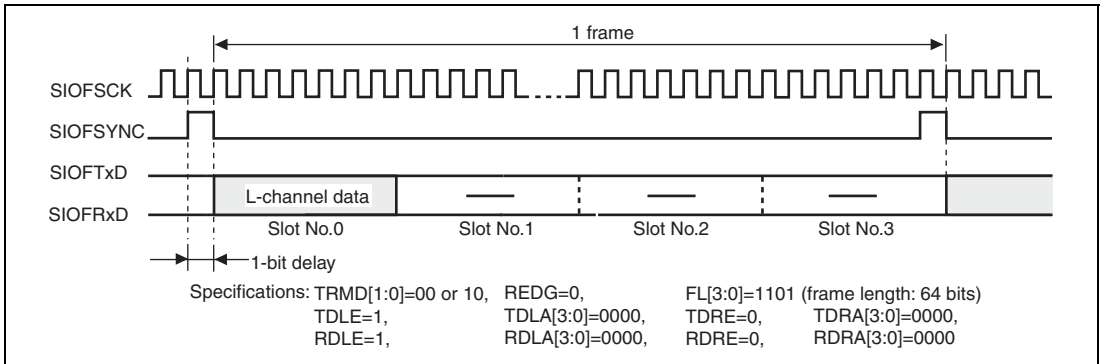 1 frame
SIOFSCK
SIOFSYNC
SIOFTxD
SIOFRxD
L-channel data
Slot No.0 Slot No.1 Slot No.2 Slot No.3
1-bit delay
Specifications: TRMD[1:0]=00 or 10, REDG=0, FL[3:0]=1101 (frame length: 64 bits)
TDLE=1, TDLA[3:0]=0000, TDRE=0, TDRA[3:0]=0000,
RDLE=1, RDLA[3:0]=0000, RDRE=0, RDRA[3:0]=0000